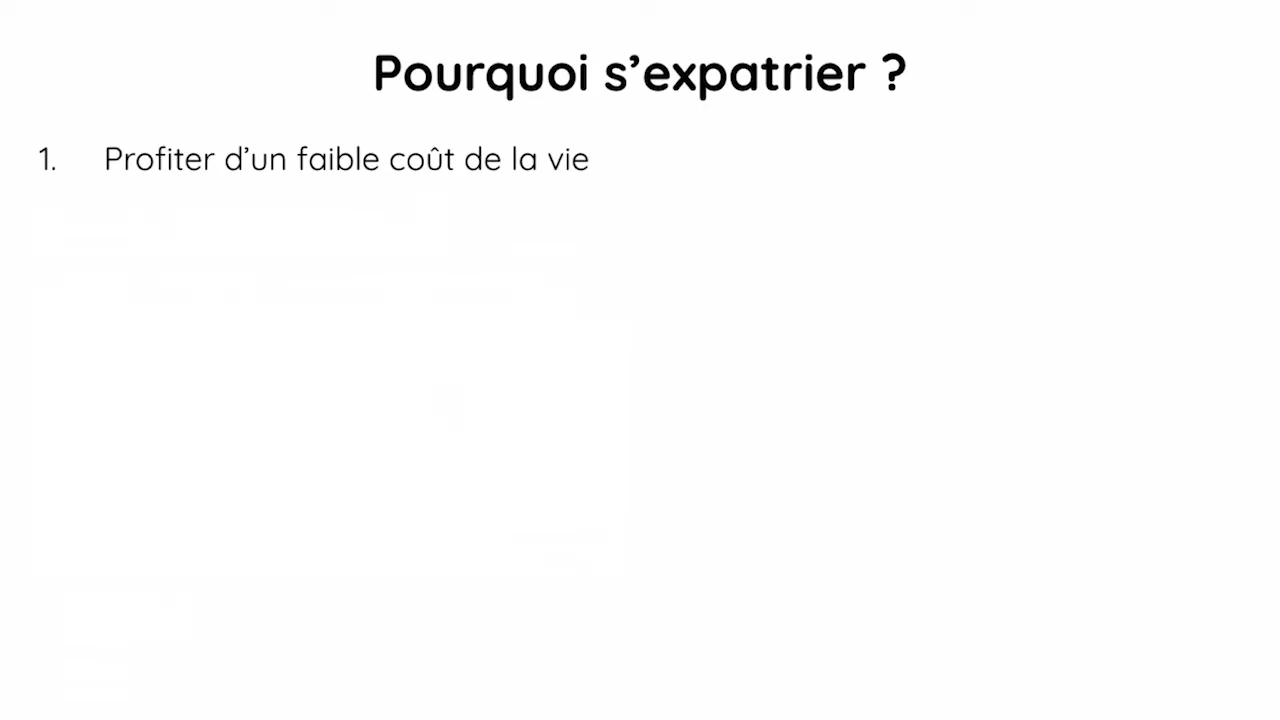 Pourquoi s’expatrier ?
1. Profiter d’un faible coût de la vie